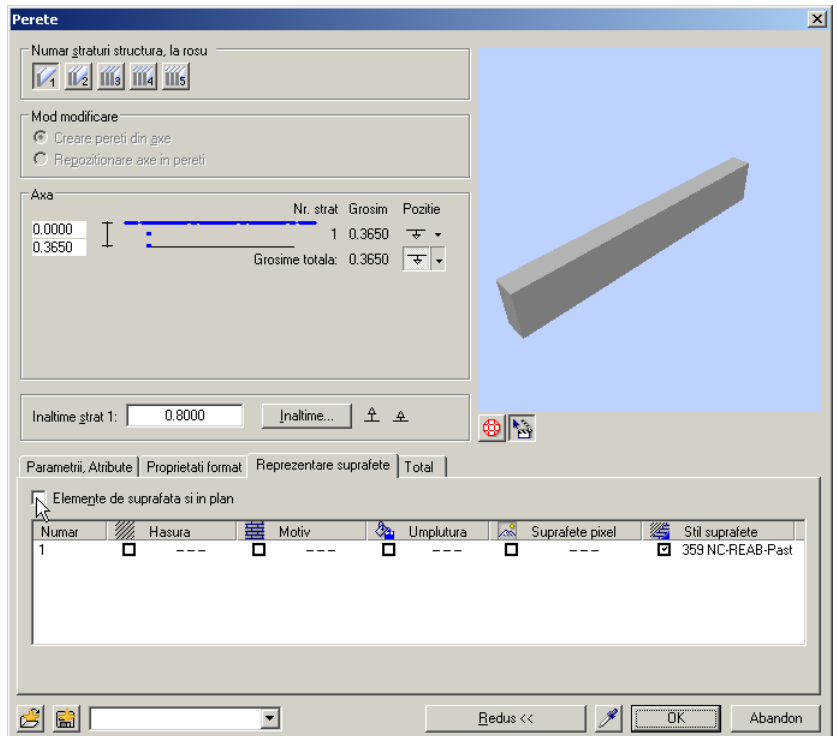 Perete
Numar straturi structura, la rosu
1 2 3 4 5
Mod modificare
Creare pereti din axe
Repozitionare axe in pereti
Axa
Nr. strat Grosim Pozitie
0.0000 1 0.3650
0.3650
Grosime totala: 0.3650
Inaltime strat 1: 0.8000 Inaltime...
Parametrii, Atribute Proprietati format Reprezentare suprafete Total
Elemente de suprafata si in plan
Numar Hasura Motiv Umplutura Suprafete pixel Stil suprafete
1 --- --- --- --- 359 NC-REAB-Past
Redus << OK Abandon